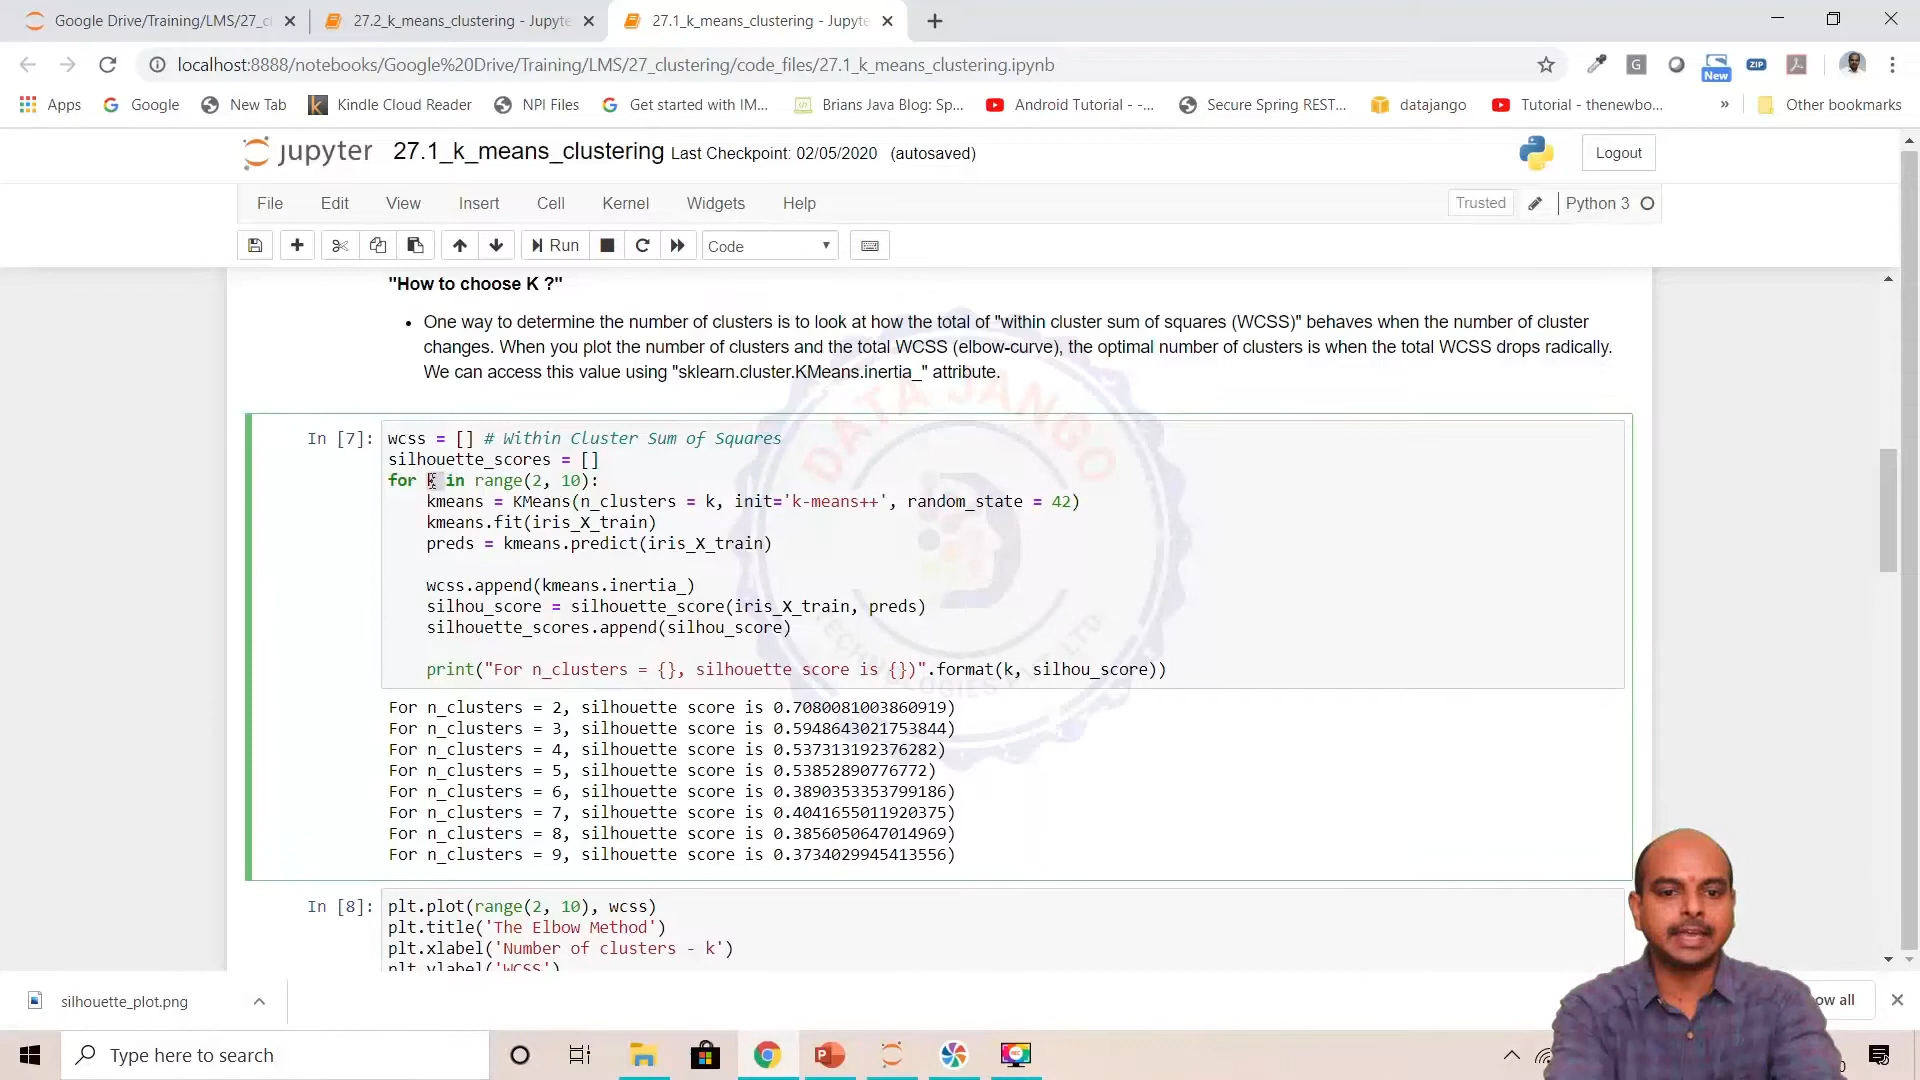 Google Drive/Training/LMS/27_cl
27.2_k_means_clustering - Jupyte
27.1_k_means_clustering - Jupyte
localhost:8888/notebooks/Google%20Drive/Training/LMS/27_clustering/code_files/27.1_k_means_clustering.ipynb
New
ZIP
Apps
Google
New Tab
Kindle Cloud Reader
NPI Files
Get started with IM...
Brians Java Blog: Sp...
Android Tutorial - -...
Secure Spring REST...
datajango
Tutorial - thenewbo...
»
Other bookmarks
jupyter
27.1_k_means_clustering Last Checkpoint: 02/05/2020 (autosaved)
Logout
File Edit View Insert Cell Kernel Widgets Help
Trusted
Python 3
Run
Code
"How to choose K ?"
• One way to determine the number of clusters is to look at how the total of "within cluster sum of squares (WCSS)" behaves when the number of cluster
changes. When you plot the number of clusters and the total WCSS (elbow-curve), the optimal number of clusters is when the total WCSS drops radically.
We can access this value using "sklearn.cluster.KMeans.inertia_" attribute.
DATA JANGO
TECHNOLOGIES PVT LTD
In [7]:
wcss = [] # Within Cluster Sum of Squares
silhouette_scores = []
for k in range(2, 10):
kmeans = KMeans(n_clusters = k, init='k-means++', random_state = 42)
kmeans.fit(iris_X_train)
preds = kmeans.predict(iris_X_train)
wcss.append(kmeans.inertia_)
silhou_score = silhouette_score(iris_X_train, preds)
silhouette_scores.append(silhou_score)
print("For n_clusters = {}, silhouette score is {})".format(k, silhou_score))
For n_clusters = 2, silhouette score is 0.7080081003860919)
For n_clusters = 3, silhouette score is 0.5948643021753844)
For n_clusters = 4, silhouette score is 0.537313192376282)
For n_clusters = 5, silhouette score is 0.53852890776772)
For n_clusters = 6, silhouette score is 0.3890353353799186)
For n_clusters = 7, silhouette score is 0.4041655011920375)
For n_clusters = 8, silhouette score is 0.3856050647014969)
For n_clusters = 9, silhouette score is 0.3734029945413556)
In [8]:
plt.plot(range(2, 10), wcss)
plt.title('The Elbow Method')
plt.xlabel('Number of clusters - k')
plt.ylabel('WCSS')
silhouette_plot.png
ow all
Type here to search